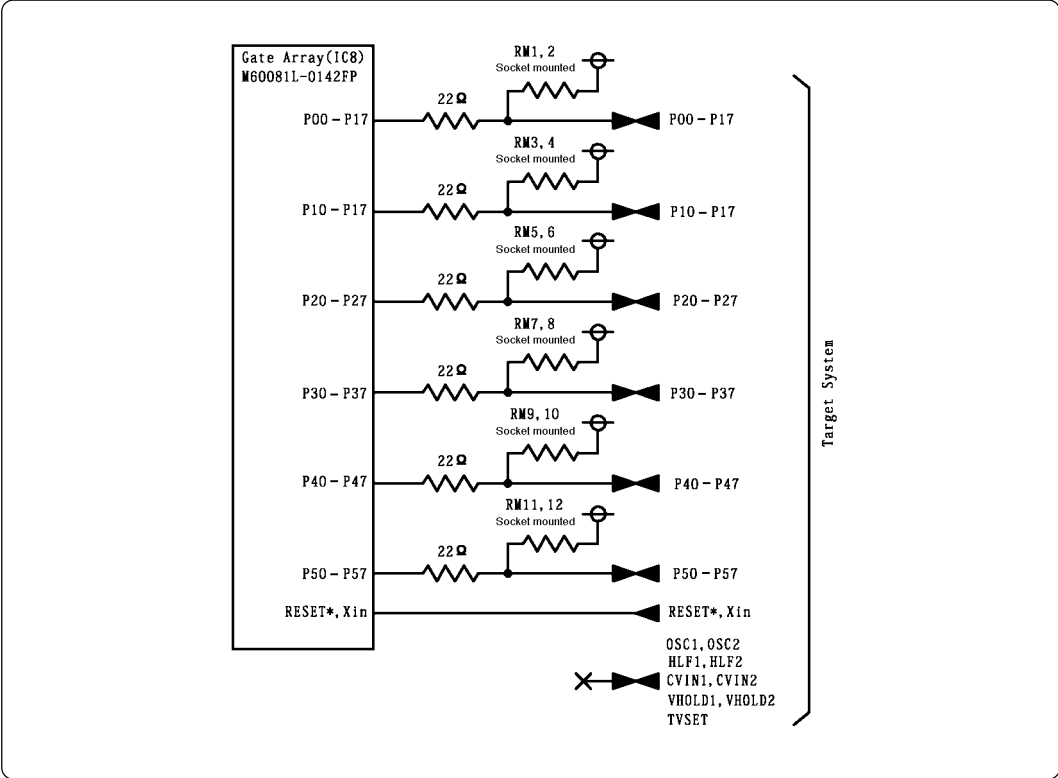 Gate Array(IC8)
M60081L-0142FP
RM1, 2
Socket mounted
22Ω
P00-P17
P00-P17
RM3, 4
Socket mounted
22Ω
P10-P17
P10-P17
RM5, 6
Socket mounted
22Ω
P20-P27
P20-P27
RM7, 8
Socket mounted
22Ω
P30-P37
P30-P37
RM9, 10
Socket mounted
22Ω
P40-P47
P40-P47
RM11, 12
Socket mounted
22Ω
P50-P57
P50-P57
RESET*, Xin
RESET*, Xin
OSC1, OSC2
HLF1, HLF2
CVIN1, CVIN2
VHOLD1, VHOLD2
TVSET
Target System